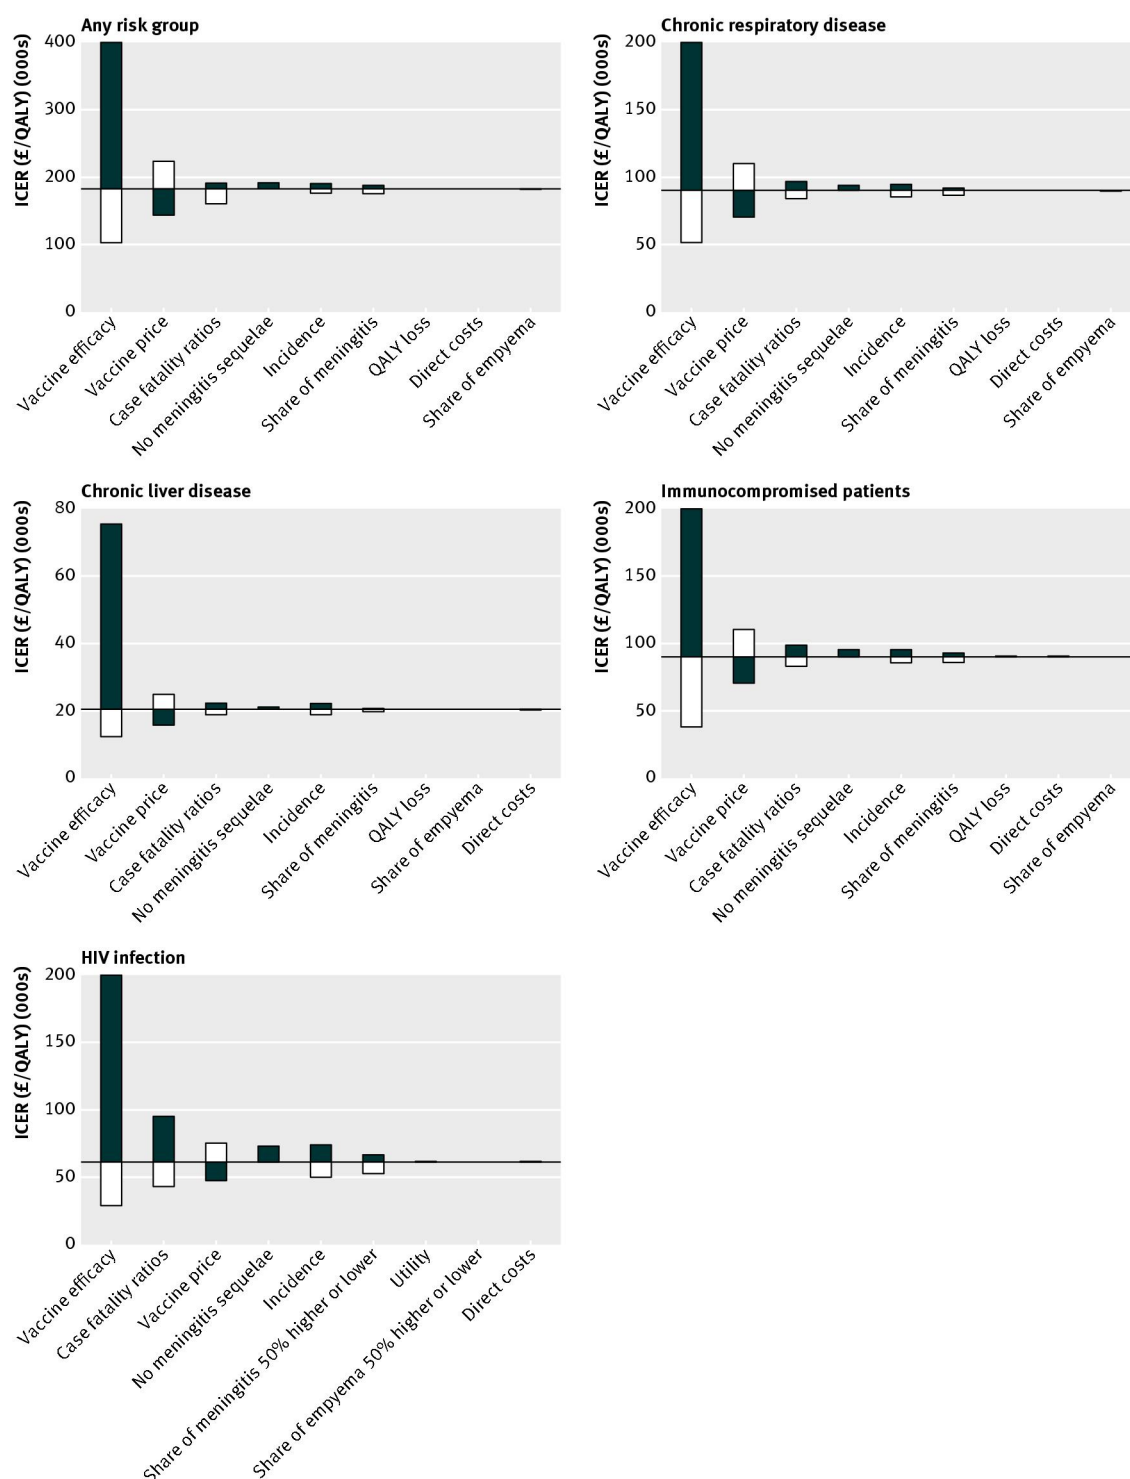 Any risk group
ICER (£/QALY) (000s)
400
300
200
100
0
Vaccine efficacy
Vaccine price
Case fatality ratios
No meningitis sequelae
Incidence
Share of meningitis
QALY loss
Direct costs
Share of empyema
Chronic respiratory disease
ICER (£/QALY) (000s)
200
150
100
50
0
Vaccine efficacy
Vaccine price
Case fatality ratios
No meningitis sequelae
Incidence
Share of meningitis
QALY loss
Direct costs
Share of empyema
Chronic liver disease
ICER (£/QALY) (000s)
80
60
40
20
0
Vaccine efficacy
Vaccine price
Case fatality ratios
No meningitis sequelae
Incidence
Share of meningitis
QALY loss
Share of empyema
Direct costs
Immunocompromised patients
ICER (£/QALY) (000s)
200
150
100
50
0
Vaccine efficacy
Vaccine price
Case fatality ratios
No meningitis sequelae
Incidence
Share of meningitis
QALY loss
Direct costs
Share of empyema
HIV infection
ICER (£/QALY) (000s)
200
150
100
50
0
Vaccine efficacy
Case fatality ratios
Vaccine price
No meningitis sequelae
Incidence
Share of meningitis 50% higher or lower
Utility
Share of empyema 50% higher or lower
Direct costs